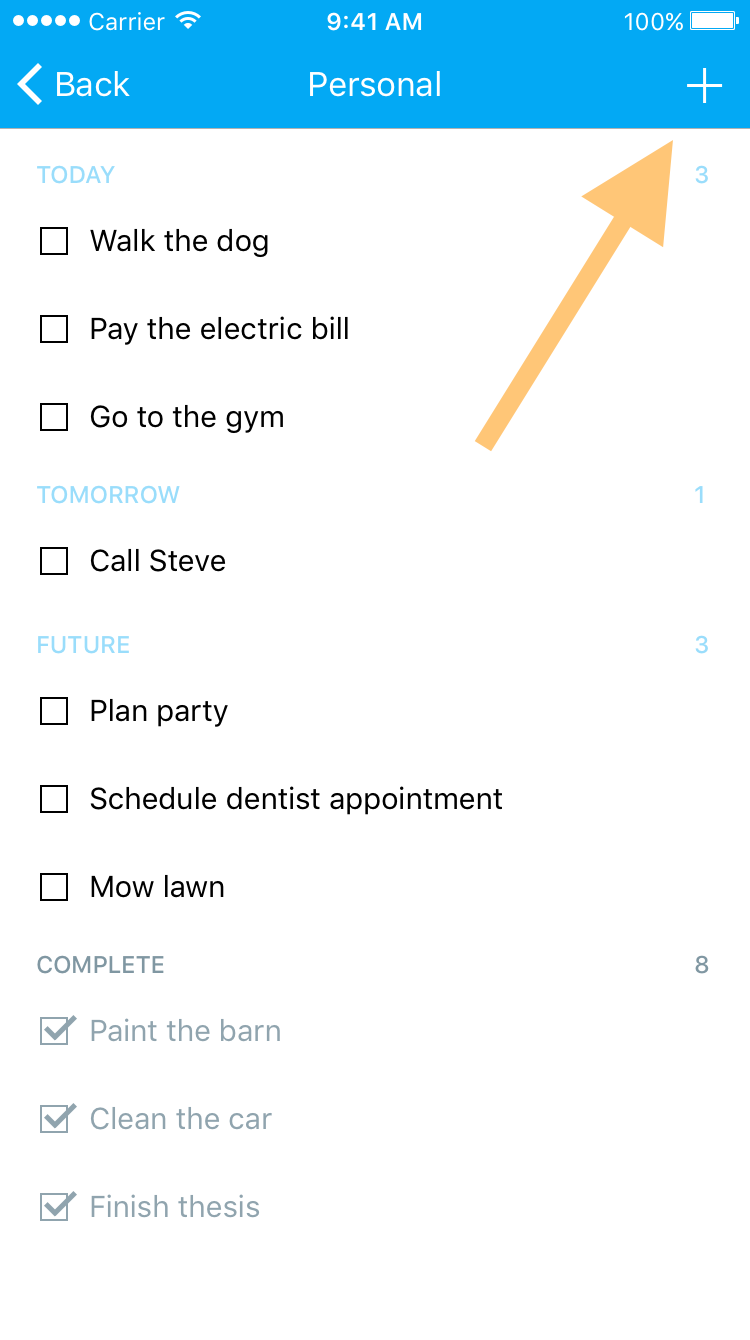 Carrier 9:41 AM 100%
Back Personal
TODAY 3
Walk the dog
Pay the electric bill
Go to the gym
TOMORROW 1
Call Steve
FUTURE 3
Plan party
Schedule dentist appointment
Mow lawn
COMPLETE 8
Paint the barn
Clean the car
Finish thesis